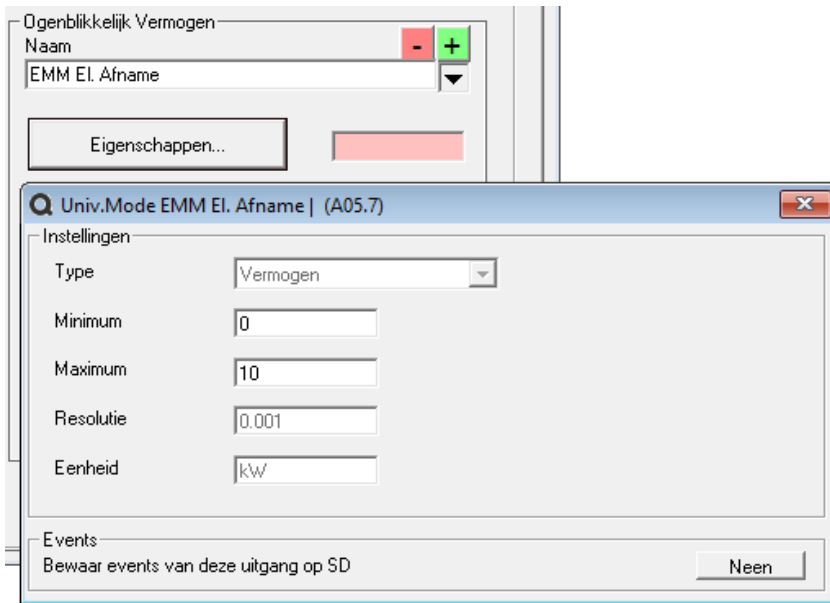 Ogenblikkelijk Vermogen
Naam
- +
EMM El. Afname
Eigenschappen...
Univ.Mode EMM El. Afname | (A05.7)
Instellingen
Type Vermogen
Minimum 0
Maximum 10
Resolutie 0.001
Eenheid kW
Events
Bewaar events van deze uitgang op SD Neen